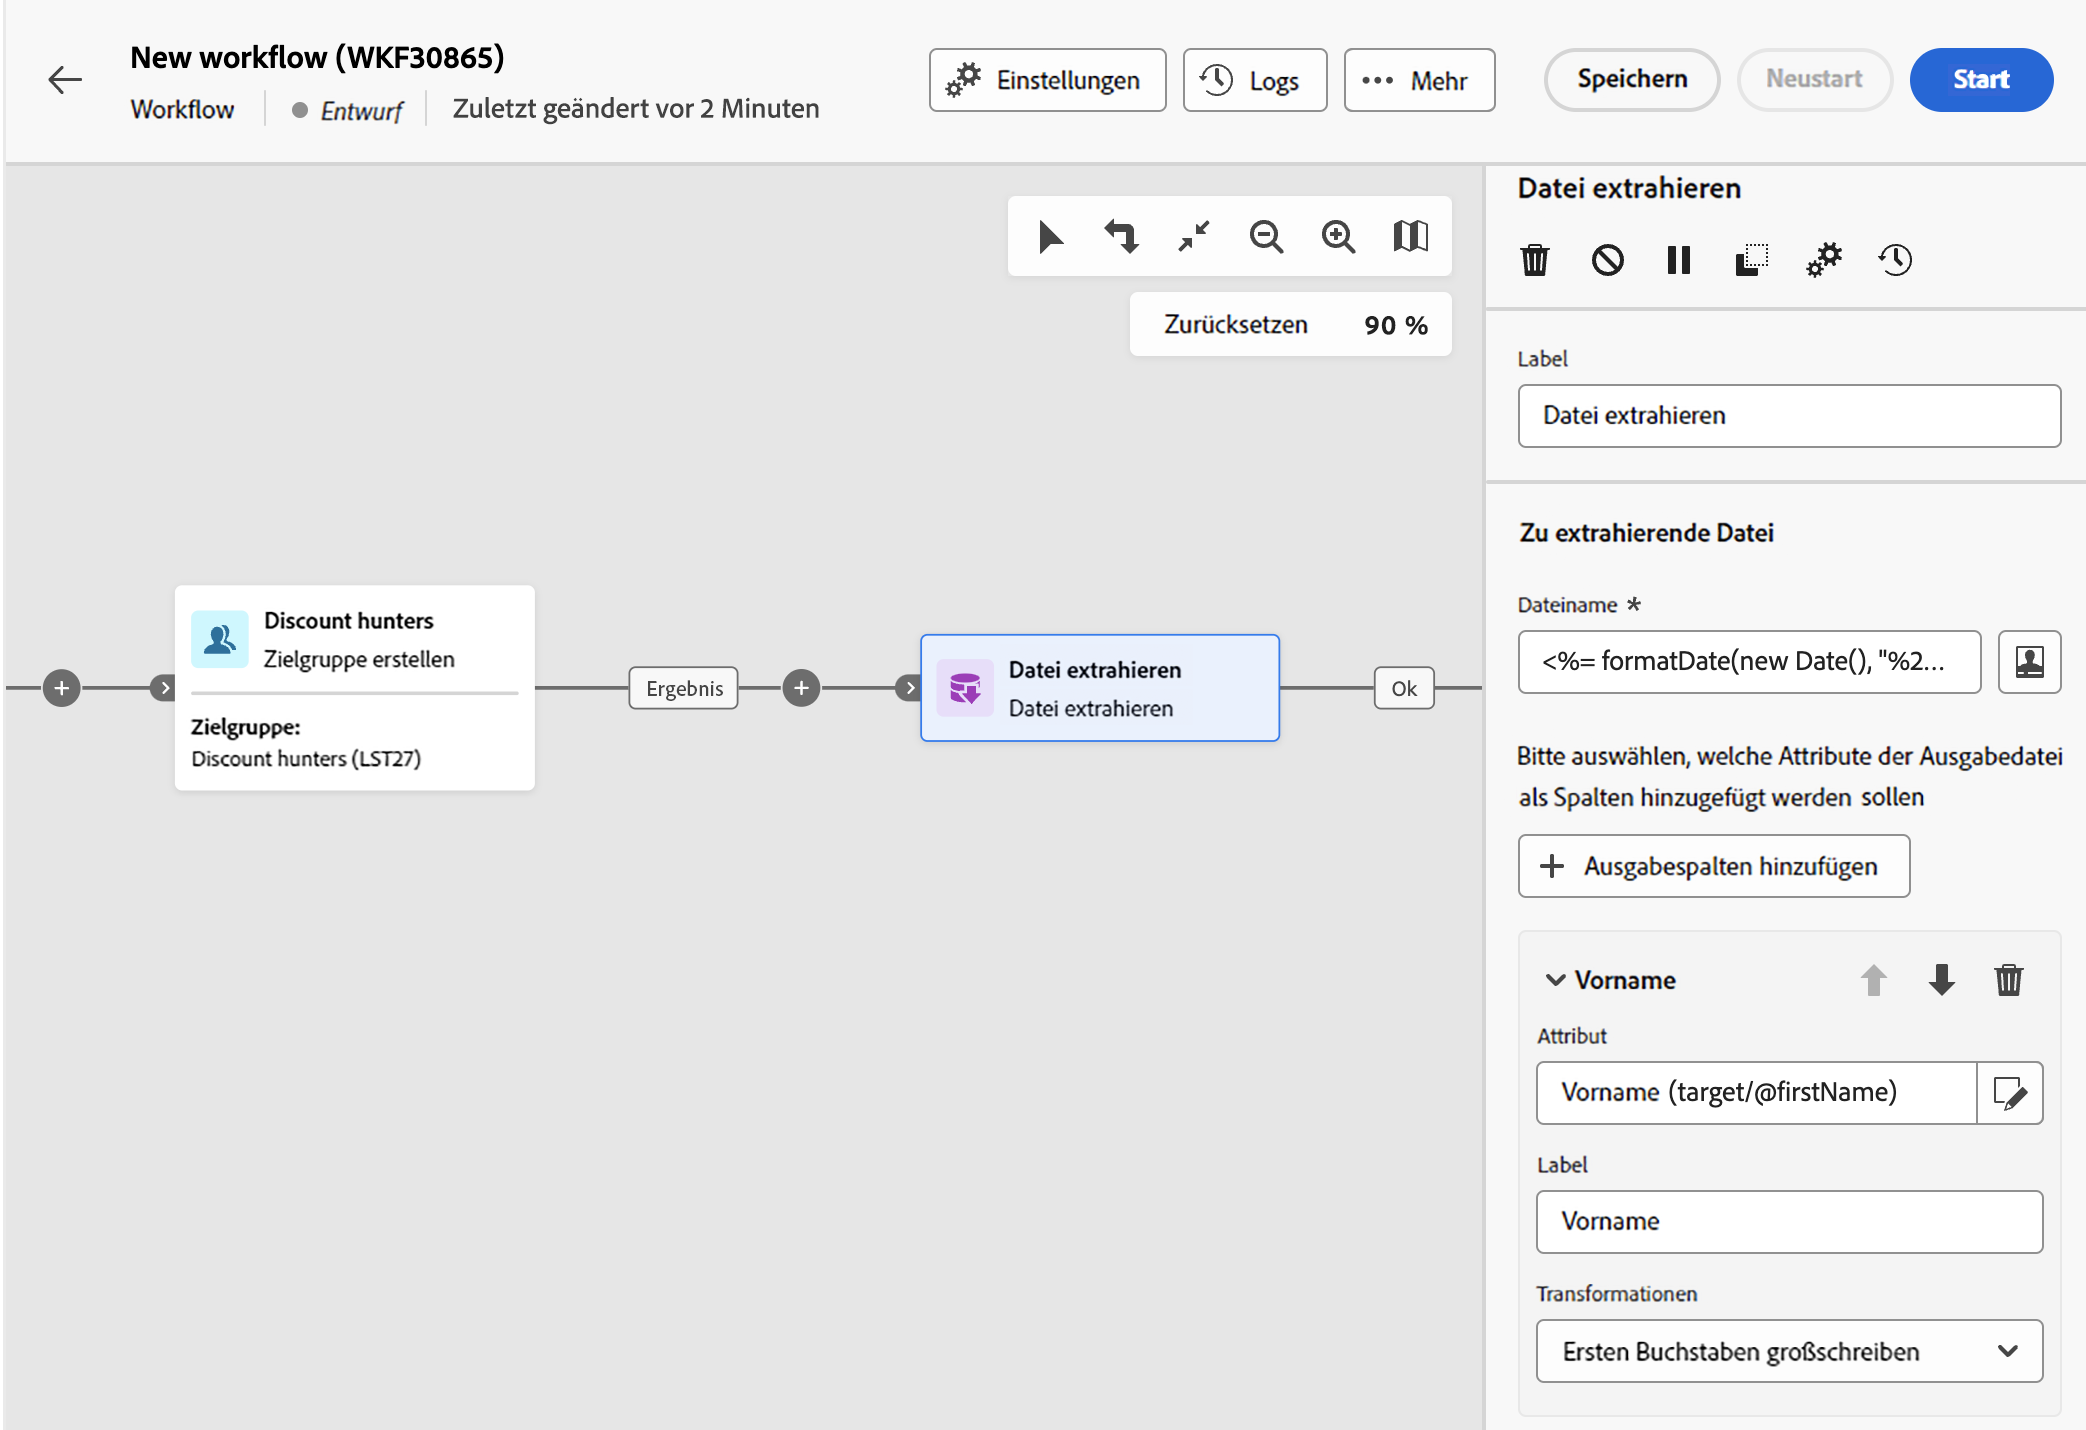 New workflow (WKF30865)
Workflow
Entwurf
Zuletzt geändert vor 2 Minuten
Einstellungen
Logs
Mehr
Speichern
Neustart
Start
Zurücksetzen
90 %
Discount hunters
Zielgruppe erstellen
Zielgruppe:
Discount hunters (LST27)
Ergebnis
Datei extrahieren
Datei extrahieren
Ok
Datei extrahieren
Label
Datei extrahieren
Zu extrahierende Datei
Dateiname *
<%= formatDate(new Date(), "%2...
Bitte auswählen, welche Attribute der Ausgabedatei
als Spalten hinzugefügt werden sollen
Ausgabespalten hinzufügen
Vorname
Attribut
Vorname (target/@firstName)
Label
Vorname
Transformationen
Ersten Buchstaben großschreiben